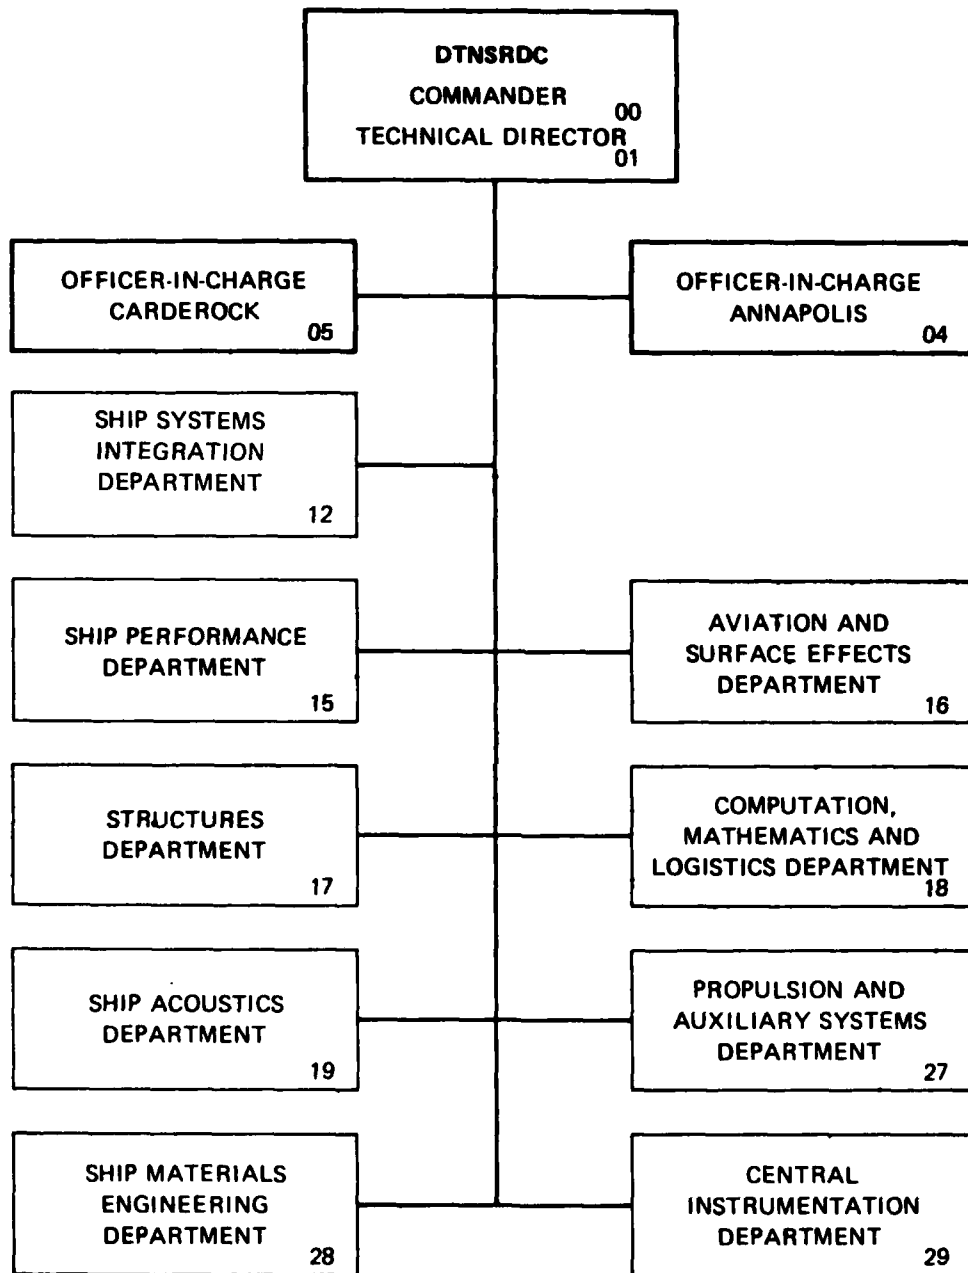 DTNSRDC
COMMANDER
00
TECHNICAL DIRECTOR
01
OFFICER-IN-CHARGE
CARDEROCK
05
OFFICER-IN-CHARGE
ANNAPOLIS
04
SHIP SYSTEMS
INTEGRATION
DEPARTMENT
12
SHIP PERFORMANCE
DEPARTMENT
15
AVIATION AND
SURFACE EFFECTS
DEPARTMENT
16
STRUCTURES
DEPARTMENT
17
COMPUTATION,
MATHEMATICS AND
LOGISTICS DEPARTMENT
18
SHIP ACOUSTICS
DEPARTMENT
19
PROPULSION AND
AUXILIARY SYSTEMS
DEPARTMENT
27
SHIP MATERIALS
ENGINEERING
DEPARTMENT
28
CENTRAL
INSTRUMENTATION
DEPARTMENT
29